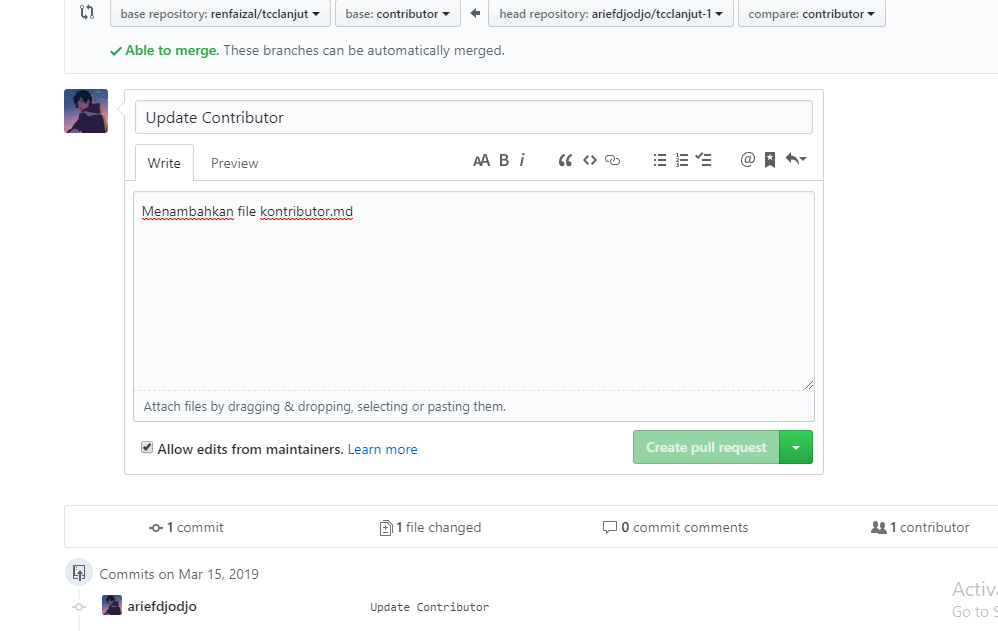 base repository: renfaizal/tcclanjut base: contributor head repository: ariefdjodjo/tcclanjut-1 compare: contributor
Able to merge. These branches can be automatically merged.
Update Contributor
Write Preview AA B i
Menambahkan file kontributor.md
Attach files by dragging & dropping, selecting or pasting them.
Allow edits from maintainers. Learn more Create pull request
1 commit 1 file changed 0 commit comments 1 contributor
Commits on Mar 15, 2019
ariefdjodjo Update Contributor
Activa
Go to S